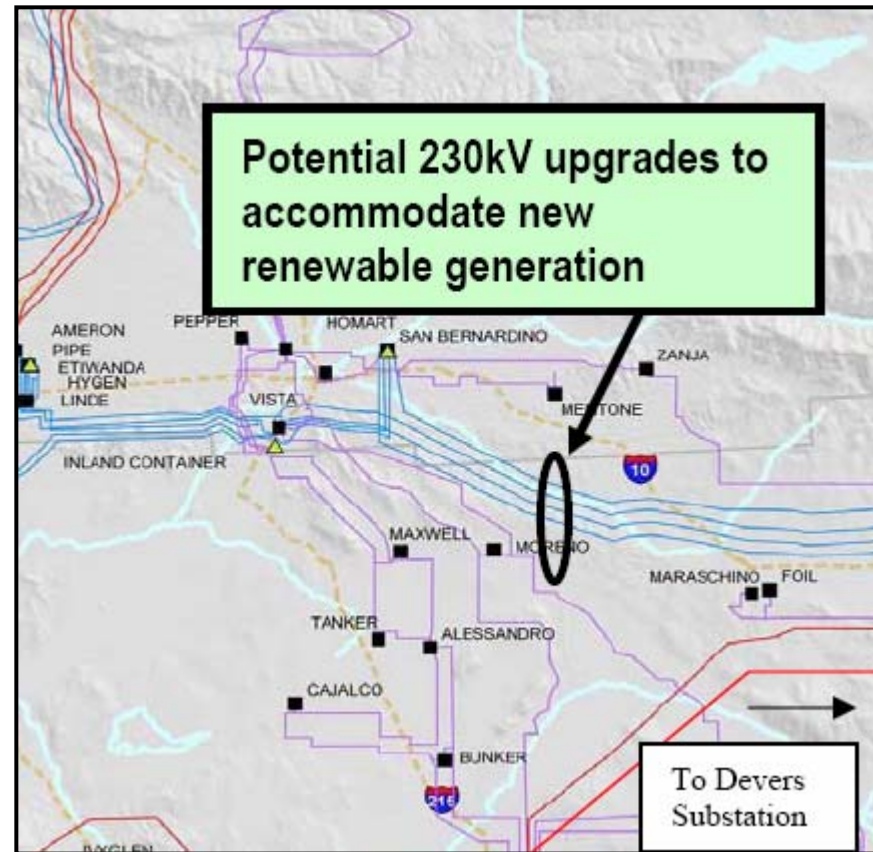 Potential 230kV upgrades to
accommodate new
renewable generation
AMERON
PIPE
ETIWANDA
HYGEN
LINDE
PEPPER
HOMART
SAN BERNARDINO
ZANJA
VISTA
MENTONE
INLAND CONTAINER
10
MAXWELL
MORENO
MARASCHINO
FOIL
TANKER
ALESSANDRO
CAJALCO
BUNKER
215
To Devers
Substation
IVYGLEN